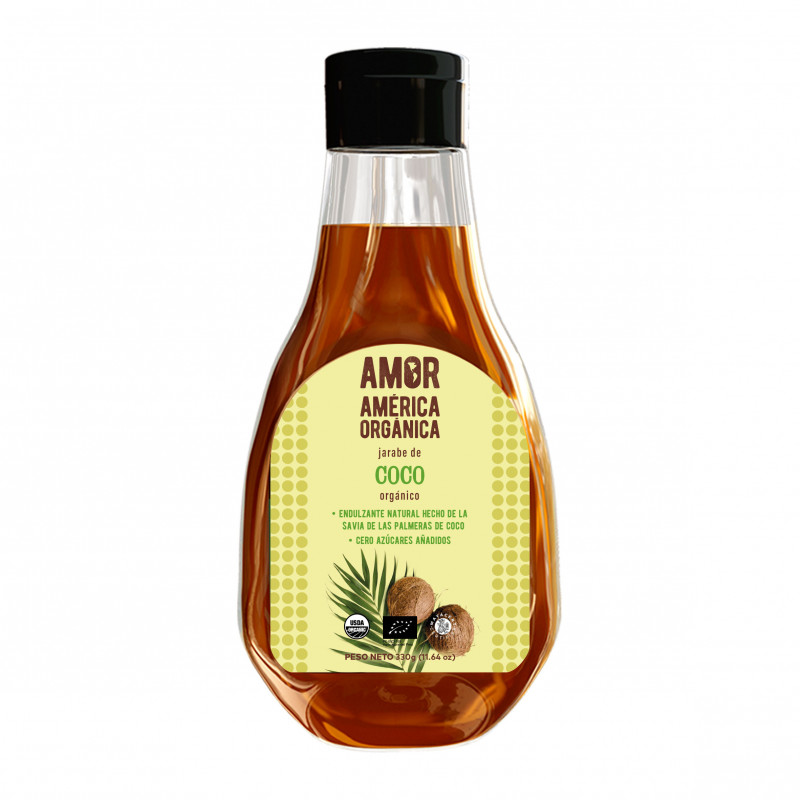 AMOR
AMÉRICA
ORGÁNICA
jarabe de
COCO
orgánico
• ENDULZANTE NATURAL HECHO DE LA
SAVIA DE LAS PALMERAS DE COCO
• CERO AZÚCARES AÑADIDOS
USDA
ORGANIC
PESO NETO 330g (11.64 oz)